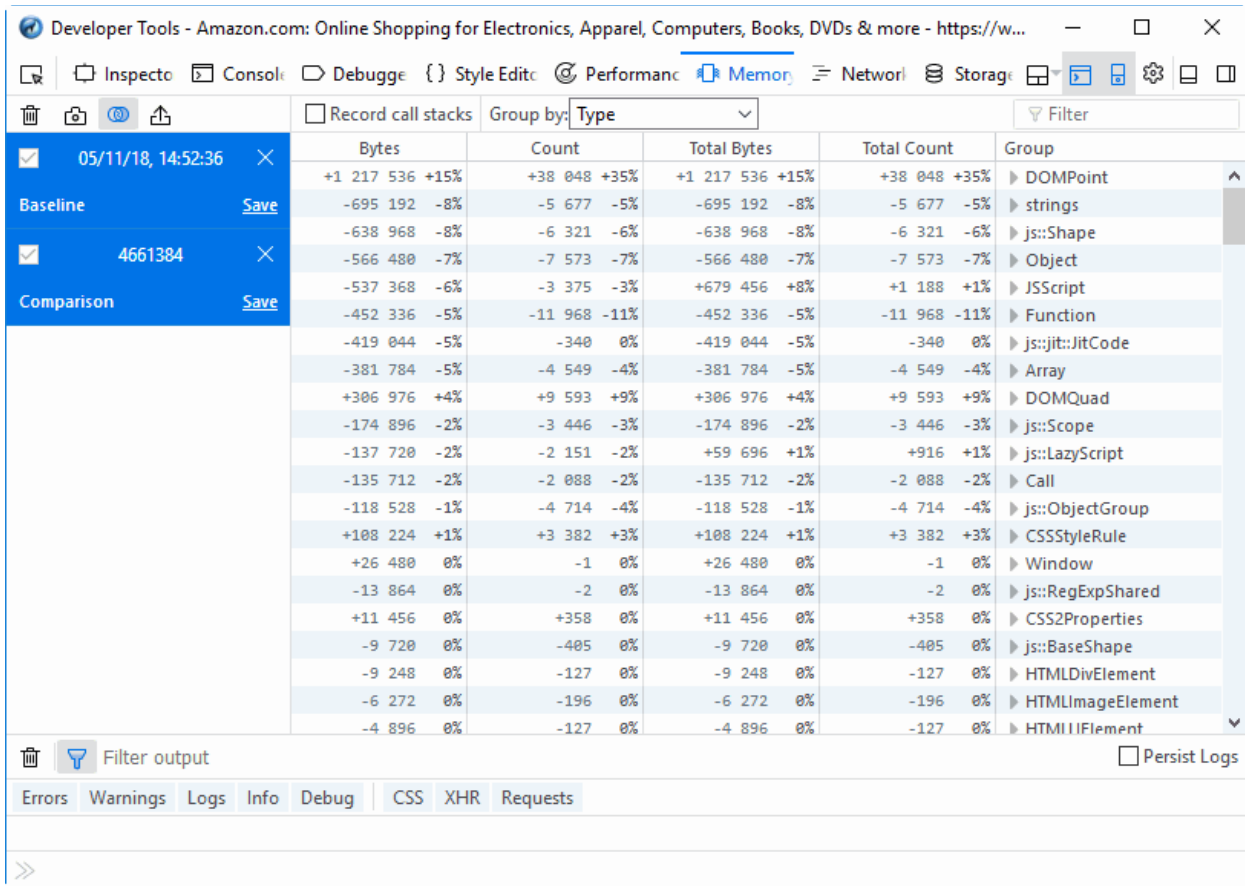 Developer Tools - Amazon.com: Online Shopping for Electronics, Apparel, Computers, Books, DVDs & more - https://w...
Inspecto Console Debugge {} Style Edito Performanc Memory Network Storage
Record call stacks Group by: Type Filter
05/11/18, 14:52:36
Baseline Save
4661384
Comparison Save
Bytes Count Total Bytes Total Count Group
+1 217 536 +15% +38 048 +35% +1 217 536 +15% +38 048 +35% DOMPoint
-695 192 -8% -5 677 -5% -695 192 -8% -5 677 -5% strings
-638 968 -8% -6 321 -6% -638 968 -8% -6 321 -6% js::Shape
-566 480 -7% -7 573 -7% -566 480 -7% -7 573 -7% Object
-537 368 -6% -3 375 -3% +679 456 +8% +1 188 +1% JSScript
-452 336 -5% -11 968 -11% -452 336 -5% -11 968 -11% Function
-419 044 -5% -340 0% -419 044 -5% -340 0% js::jit::JitCode
-381 784 -5% -4 549 -4% -381 784 -5% -4 549 -4% Array
+306 976 +4% +9 593 +9% +306 976 +4% +9 593 +9% DOMQuad
-174 896 -2% -3 446 -3% -174 896 -2% -3 446 -3% js::Scope
-137 720 -2% -2 151 -2% +59 696 +1% +916 +1% js::LazyScript
-135 712 -2% -2 088 -2% -135 712 -2% -2 088 -2% Call
-118 528 -1% -4 714 -4% -118 528 -1% -4 714 -4% js::ObjectGroup
+108 224 +1% +3 382 +3% +108 224 +1% +3 382 +3% CSSStyleRule
+26 480 0% -1 0% +26 480 0% -1 0% Window
-13 864 0% -2 0% -13 864 0% -2 0% js::RegExpShared
+11 456 0% +358 0% +11 456 0% +358 0% CSS2Properties
-9 720 0% -405 0% -9 720 0% -405 0% js::BaseShape
-9 248 0% -127 0% -9 248 0% -127 0% HTMLDivElement
-6 272 0% -196 0% -6 272 0% -196 0% HTMLImageElement
-4 896 0% -127 0% -4 896 0% -127 0%
Filter output Persist Logs
Errors Warnings Logs Info Debug CSS XHR Requests